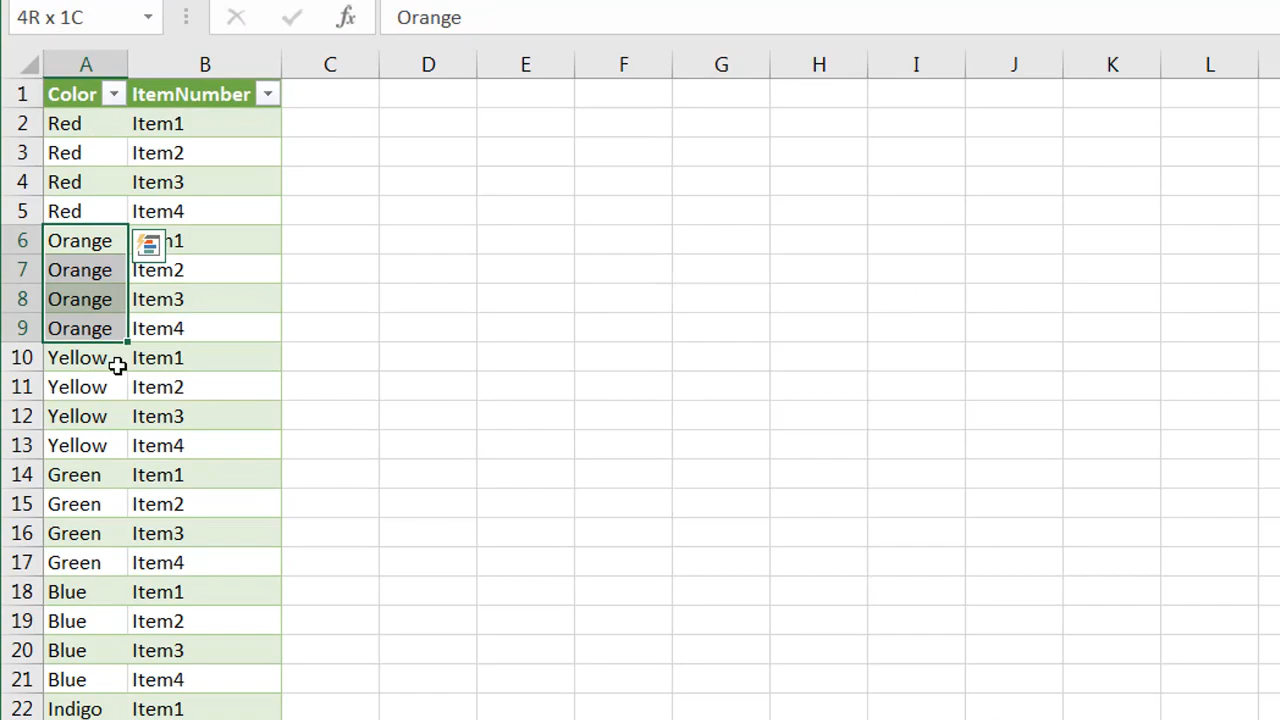 4R x 1C fx Orange
A B C D E F G H I J K L
1 Color ItemNumber
2 Red Item1
3 Red Item2
4 Red Item3
5 Red Item4
6 Orange m1
7 Orange Item2
8 Orange Item3
9 Orange Item4
10 Yellow Item1
11 Yellow Item2
12 Yellow Item3
13 Yellow Item4
14 Green Item1
15 Green Item2
16 Green Item3
17 Green Item4
18 Blue Item1
19 Blue Item2
20 Blue Item3
21 Blue Item4
22 Indigo Item1